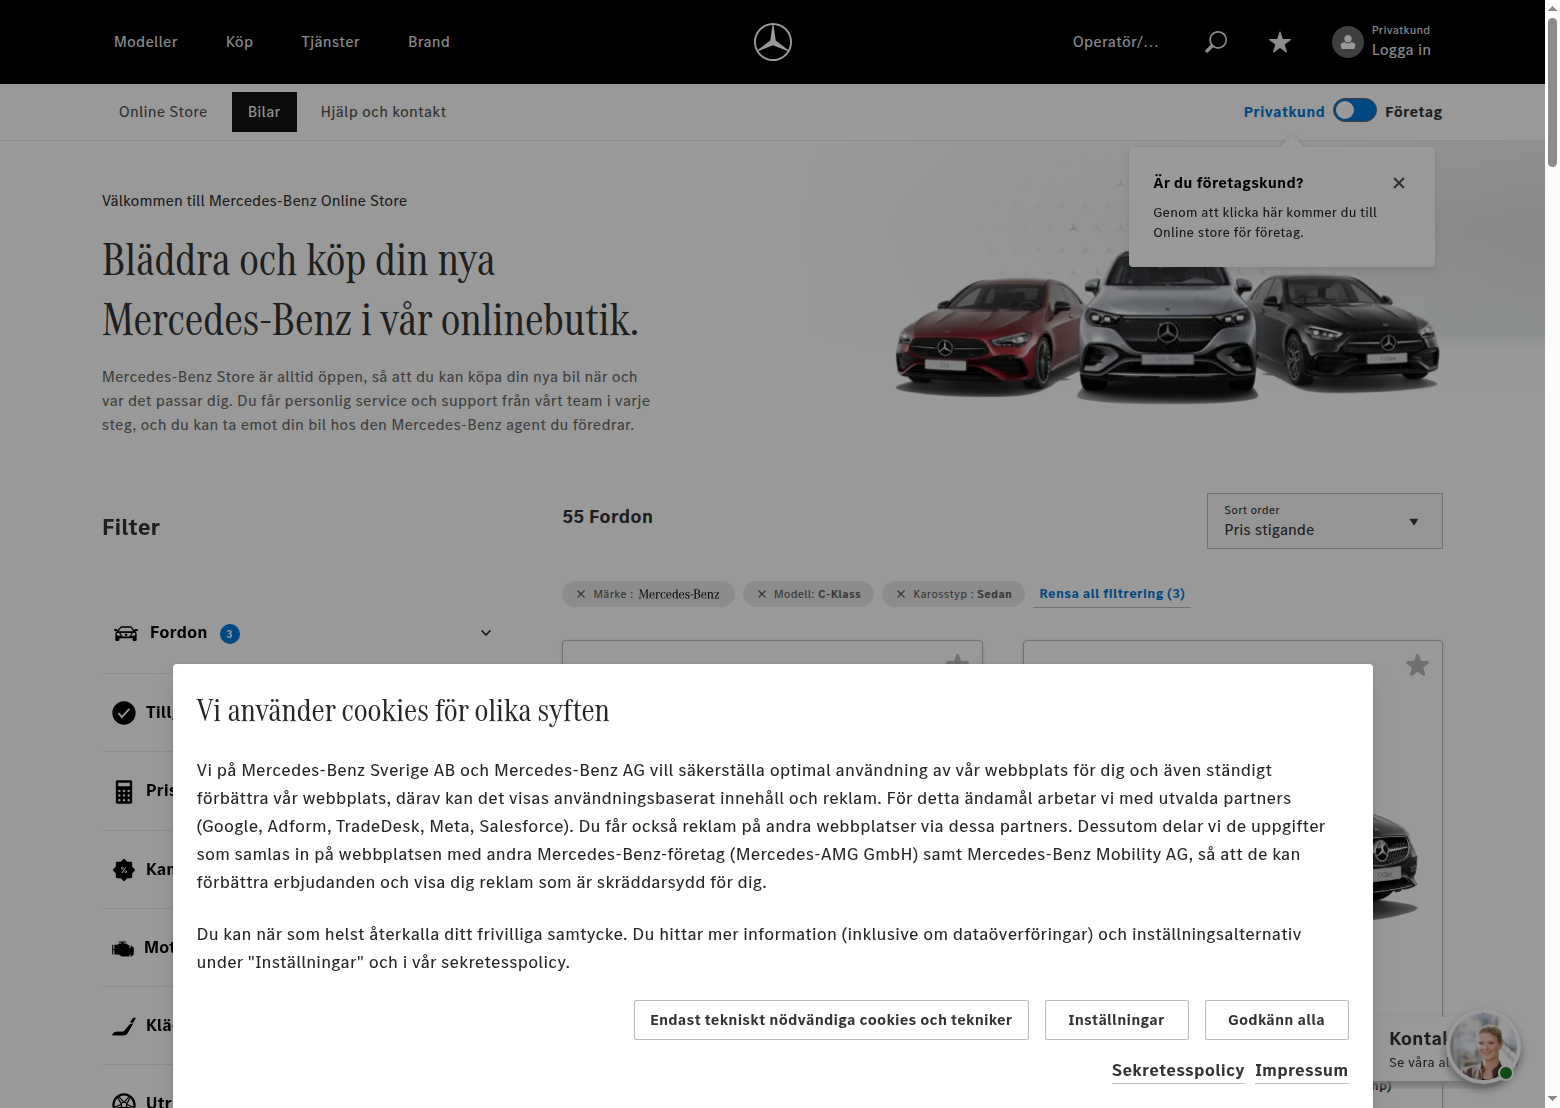 Modeller Köp Tjänster Brand Operatör/... Privatkund
Logga in
Online Store Bilar Hjälp och kontakt Privatkund Företag
Är du företagskund?
Genom att klicka här kommer du till
Online store för företag.
Välkommen till Mercedes-Benz Online Store
Bläddra och köp din nya
Mercedes-Benz i vår onlinebutik.
Mercedes-Benz Store är alltid öppen, så att du kan köpa din nya bil när och
var det passar dig. Du får personlig service och support från vårt team i varje
steg, och du kan ta emot din bil hos den Mercedes-Benz agent du föredrar.
Filter
55 Fordon
Sort order
Pris stigande
Märke : Mercedes-Benz Modell: C-Klass Karosstyp : Sedan Rensa all filtrering (3)
Fordon 3
Till
Pris
Kan
Mot
Klä
Utr
Vi använder cookies för olika syften
Vi på Mercedes-Benz Sverige AB och Mercedes-Benz AG vill säkerställa optimal användning av vår webbplats för dig och även ständigt
förbättra vår webbplats, därav kan det visas användningsbaserat innehåll och reklam. För detta ändamål arbetar vi med utvalda partners
(Google, Adform, TradeDesk, Meta, Salesforce). Du får också reklam på andra webbplatser via dessa partners. Dessutom delar vi de uppgifter
som samlas in på webbplatsen med andra Mercedes-Benz-företag (Mercedes-AMG GmbH) samt Mercedes-Benz Mobility AG, så att de kan
förbättra erbjudanden och visa dig reklam som är skräddarsydd för dig.
Du kan när som helst återkalla ditt frivilliga samtycke. Du hittar mer information (inklusive om dataöverföringar) och inställningsalternativ
under "Inställningar" och i vår sekretesspolicy.
Endast tekniskt nödvändiga cookies och tekniker Inställningar Godkänn alla
Sekretesspolicy Impressum
Kontak
Se våra al
hp)